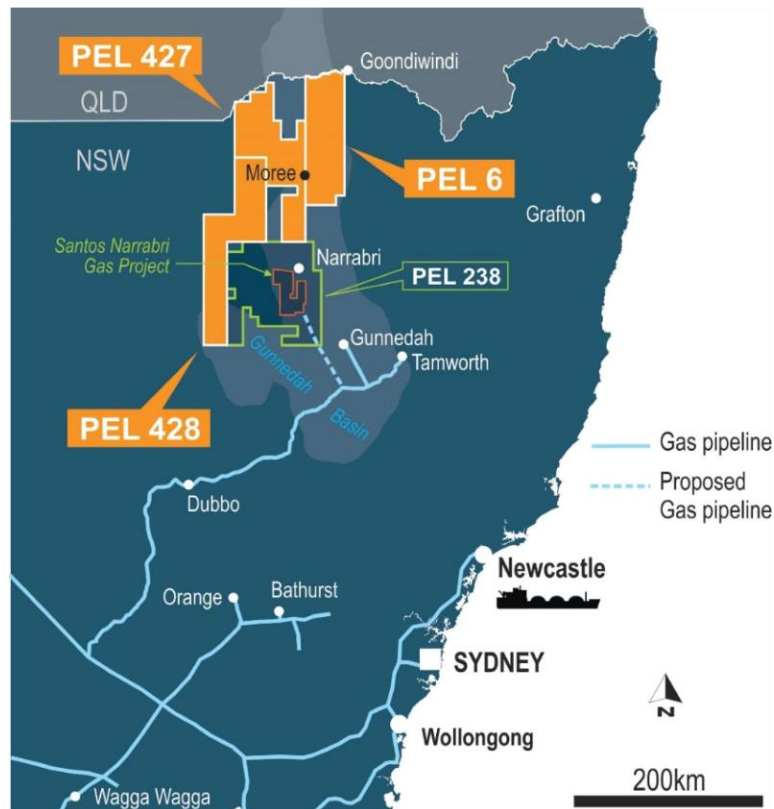 PEL 427
Goondiwindi
QLD
NSW
Moree
PEL 6
Grafton
Santos Narrabri
Gas Project
Narrabri
PEL 238
Gunnedah
Tamworth
Gunnedah
Basin
PEL 428
Gas pipeline
Proposed
Gas pipeline
Dubbo
Newcastle
Orange
Bathurst
SYDNEY
N
Wollongong
200km
Wagga Wagga